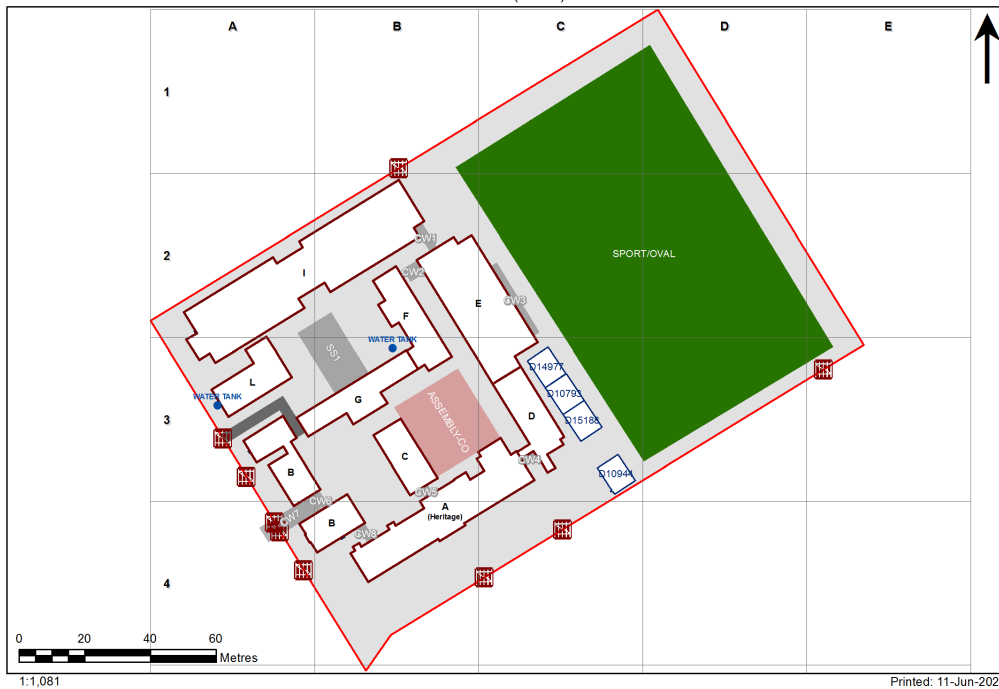 A B C D E
1
2
3
4
SPORT/OVAL
I
CW1
CW2
CW3
E
F
WATER TANK
SS1
L
WATER TANK
G
D14977
D10793
D15188
D
ASSEMBLY.CO
C
CW4
D10944
B
CW5
CW6
CW7
A
(Heritage)
B
CW8
0 20 40 60
Metres
1:1,081
Printed: 11-Jun-202